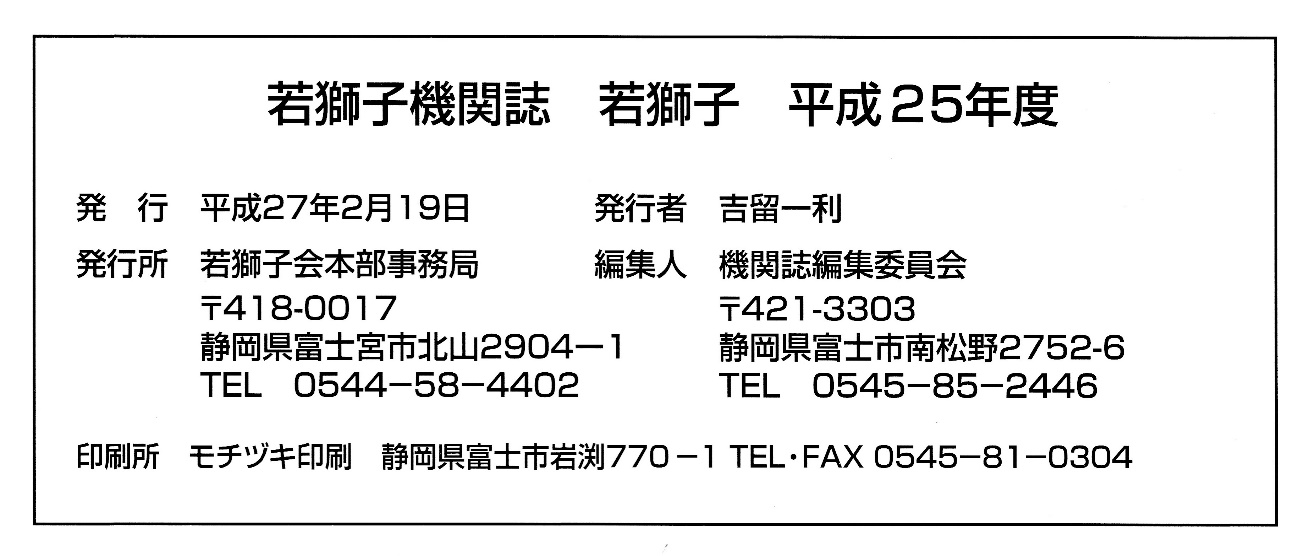 若獅子機関誌　若獅子　平成25年度
発　行　平成27年2月19日　発行者　吉留一利
発行所　若獅子会本部事務局　編集人　機関誌編集委員会
〒418-0017　〒421-3303
静岡県富士宮市北山2904－1　静岡県富士市南松野2752-6
TEL　0544－58－4402　TEL　0545－85－2446
印刷所　モチヅキ印刷　静岡県富士市岩渕770－1 TEL・FAX 0545－81－0304